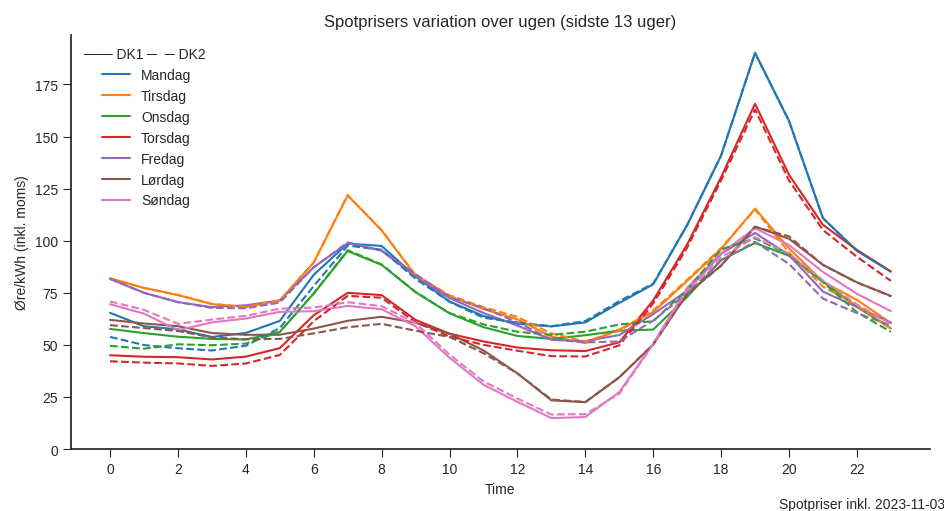 Spotprisers variation over ugen (sidste 13 uger)
DK1 DK2
Mandag
Tirsdag
Onsdag
Torsdag
Fredag
Lørdag
Søndag
Øre/kWh (inkl. moms)
175
150
125
100
75
50
25
0
0 2 4 6 8 10 12 14 16 18 20 22
Time
Spotpriser inkl. 2023-11-03